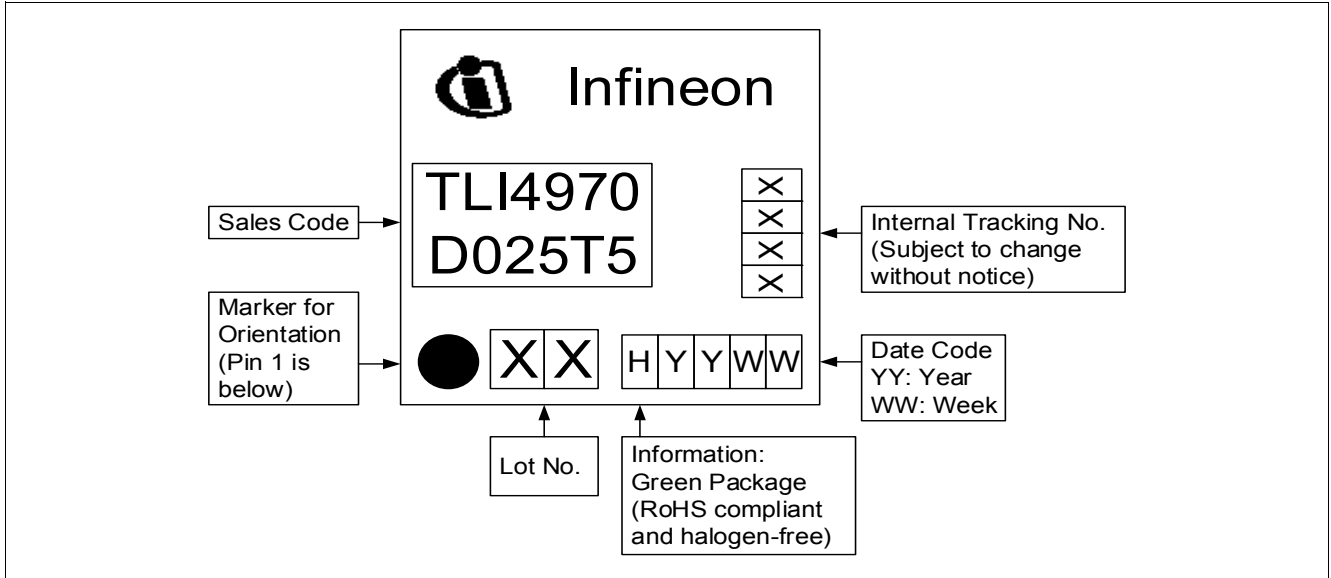 Infineon
TLI4970
D025T5
X
X
X
X
X X
H Y Y W W
Sales Code
Marker for
Orientation
(Pin 1 is
below)
Internal Tracking No.
(Subject to change
without notice)
Date Code
YY: Year
WW: Week
Lot No.
Information:
Green Package
(RoHS compliant
and halogen-free)